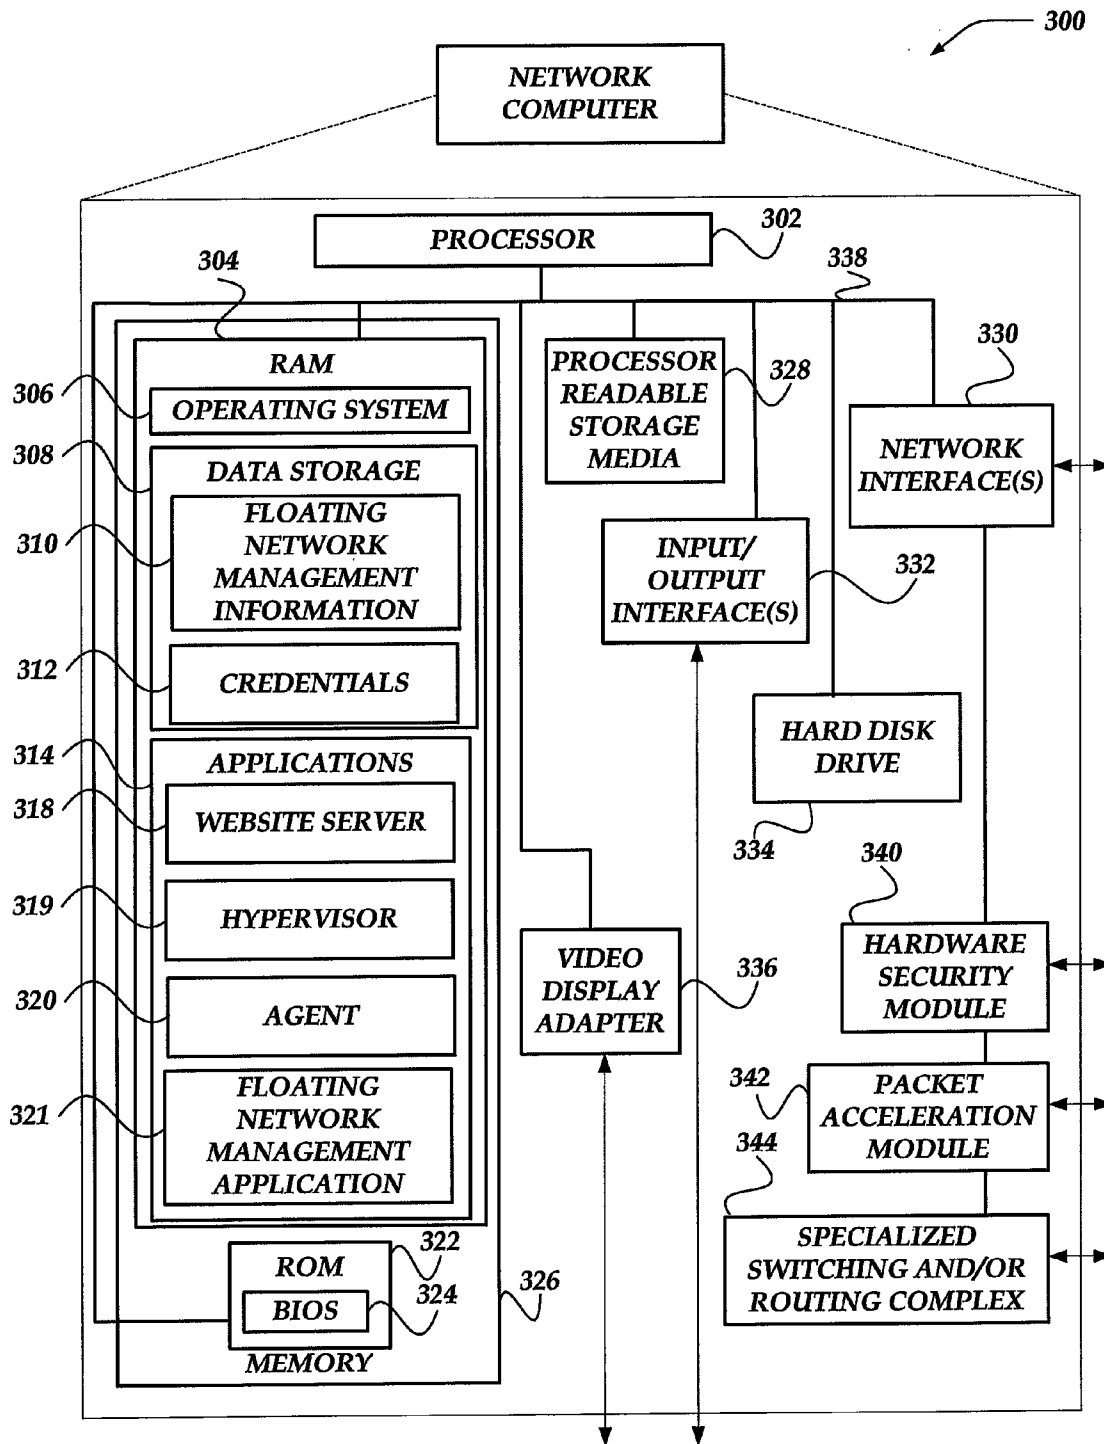 300
NETWORK
COMPUTER
PROCESSOR
302
304
338
RAM
306
OPERATING SYSTEM
308
DATA STORAGE
310
FLOATING
NETWORK
MANAGEMENT
INFORMATION
312
CREDENTIALS
314
APPLICATIONS
318
WEBSITE SERVER
319
HYPERVISOR
320
AGENT
321
FLOATING
NETWORK
MANAGEMENT
APPLICATION
ROM
322
BIOS
324
326
MEMORY
PROCESSOR
READABLE
STORAGE
MEDIA
328
330
NETWORK
INTERFACE(S)
INPUT/
OUTPUT
INTERFACE(S)
332
HARD DISK
DRIVE
334
VIDEO
DISPLAY
ADAPTER
336
340
HARDWARE
SECURITY
MODULE
342
PACKET
ACCELERATION
MODULE
344
SPECIALIZED
SWITCHING AND/OR
ROUTING COMPLEX